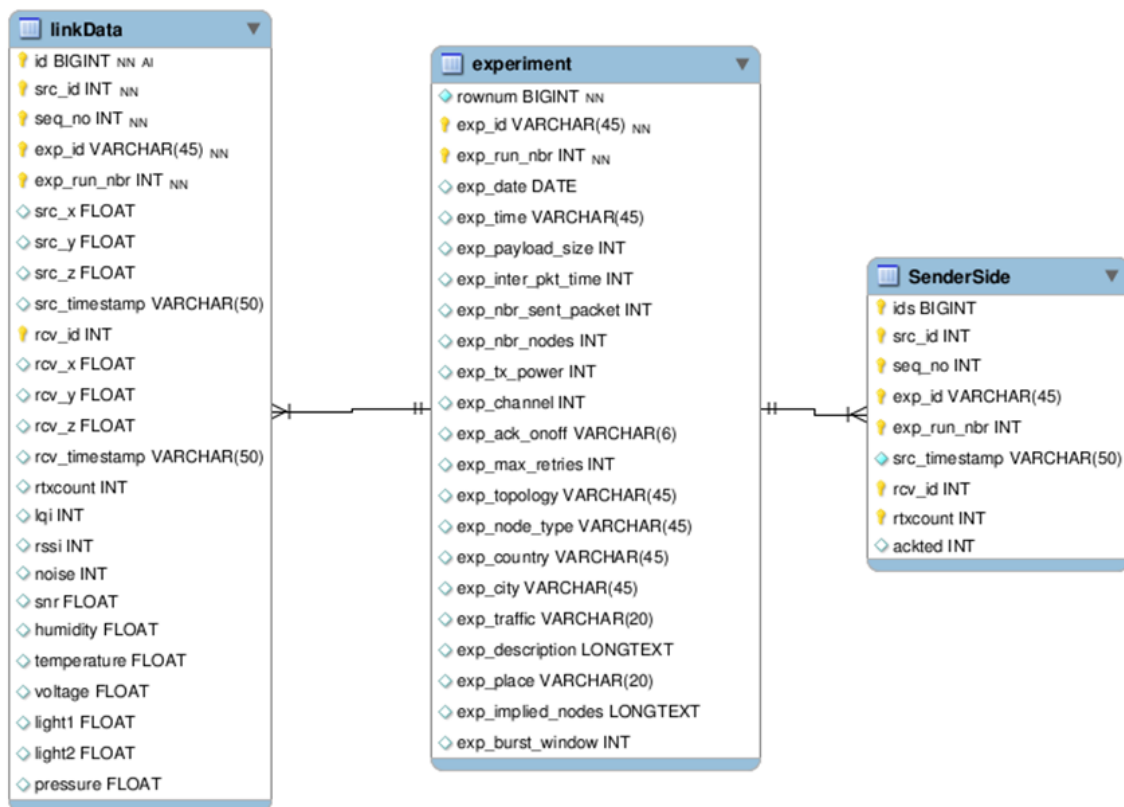 linkData
id BIGINT NN AI
src_id INT NN
seq_no INT NN
exp_id VARCHAR(45) NN
exp_run_nbr INT NN
src_x FLOAT
src_y FLOAT
src_z FLOAT
src_timestamp VARCHAR(50)
rcv_id INT
rcv_x FLOAT
rcv_y FLOAT
rcv_z FLOAT
rcv_timestamp VARCHAR(50)
rtxcount INT
lqi INT
rssi INT
noise INT
snr FLOAT
humidity FLOAT
temperature FLOAT
voltage FLOAT
light1 FLOAT
light2 FLOAT
pressure FLOAT
experiment
rownum BIGINT NN
exp_id VARCHAR(45) NN
exp_run_nbr INT NN
exp_date DATE
exp_time VARCHAR(45)
exp_payload_size INT
exp_inter_pkt_time INT
exp_nbr_sent_packet INT
exp_nbr_nodes INT
exp_tx_power INT
exp_channel INT
exp_ack_onoff VARCHAR(6)
exp_max_retries INT
exp_topology VARCHAR(45)
exp_node_type VARCHAR(45)
exp_country VARCHAR(45)
exp_city VARCHAR(45)
exp_traffic VARCHAR(20)
exp_description LONGTEXT
exp_place VARCHAR(20)
exp_implied_nodes LONGTEXT
exp_burst_window INT
SenderSide
ids BIGINT
src_id INT
seq_no INT
exp_id VARCHAR(45)
exp_run_nbr INT
src_timestamp VARCHAR(50)
rcv_id INT
rtxcount INT
ackted INT